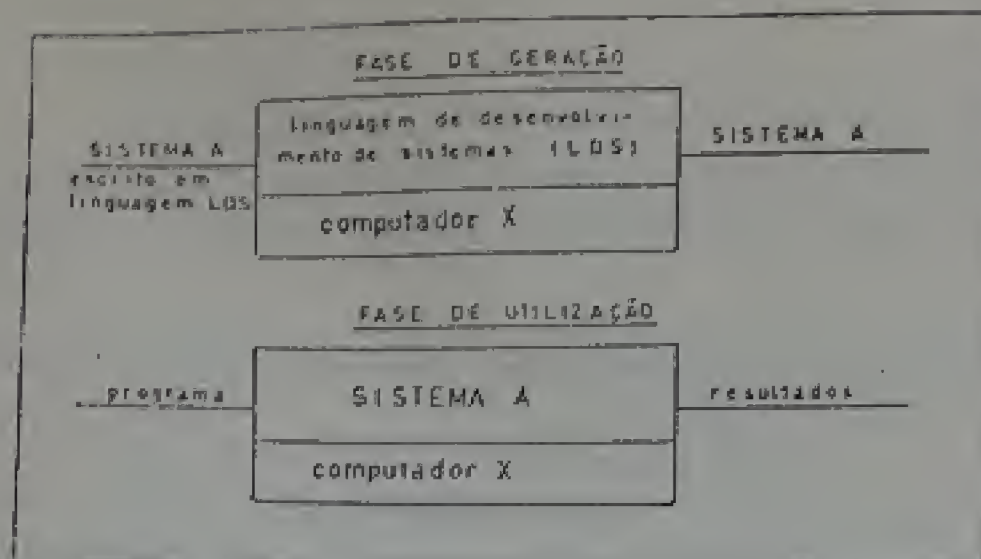 FASE DE GERAÇÃO
SISTEMA A
escrito em
linguagem LDS
linguagem de desenvolvi-
mento de sistemas (LDS)
computador X
SISTEMA A
FASE DE UTILIZAÇÃO
programa
SISTEMA A
computador X
resultados